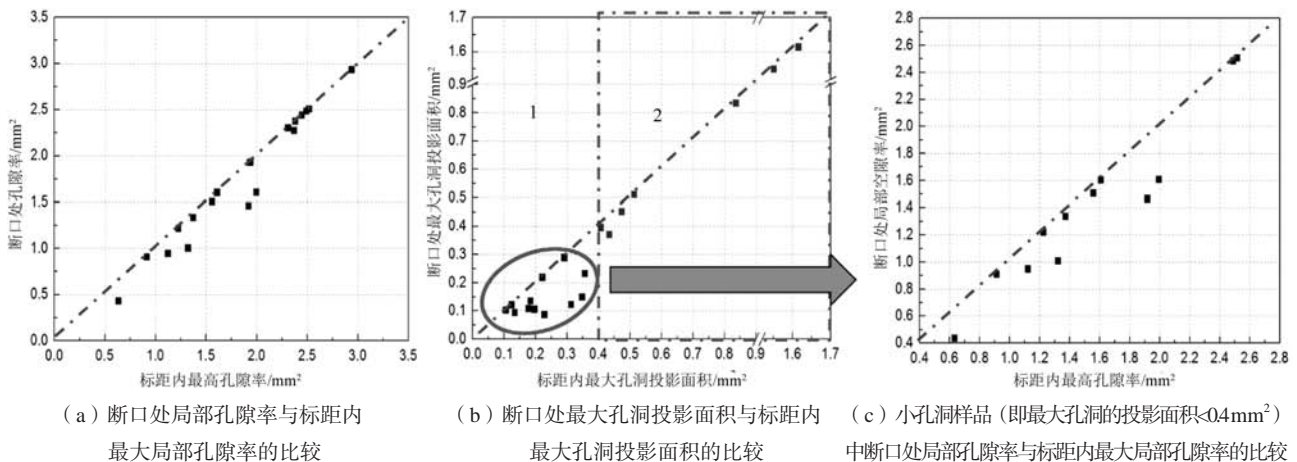 断口处孔隙率/mm²
3.5
3.0
2.5
2.0
1.5
1.0
0.5
0.0
0.0 0.5 1.0 1.5 2.0 2.5 3.0 3.5
标距内最高孔隙率/mm²
(a)断口处局部孔隙率与标距内
最大局部孔隙率的比较
断口处最大孔洞投影面积/mm²
1.7
1.6
0.9
0.8
0.7
0.6
0.5
0.4
0.3
0.2
0.1
0.0
1
2
0.0 0.1 0.2 0.3 0.4 0.5 0.6 0.7 0.8 0.9 1.6 1.7
标距内最大孔洞投影面积/mm²
(b)断口处最大孔洞投影面积与标距内
最大孔洞投影面积的比较
断口处局部空隙率/mm²
2.8
2.6
2.4
2.2
2.0
1.8
1.6
1.4
1.2
1.0
0.8
0.6
0.4
0.4 0.6 0.8 1.0 1.2 1.4 1.6 1.8 2.0 2.2 2.4 2.6 2.8
标距内最高孔隙率/mm²
(c)小孔洞样品(即最大孔洞的投影面积<0.4mm²)
中断口处局部孔隙率与标距内最大局部孔隙率的比较